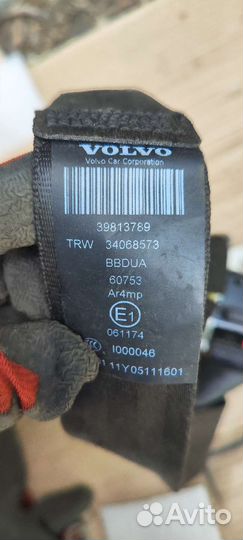 VOLVO
Volvo Car Corporation
39813789
TRW 34068573
BBDUA
60753
Ar4mp
E1
061174
I000046
11Y05111601
Avito